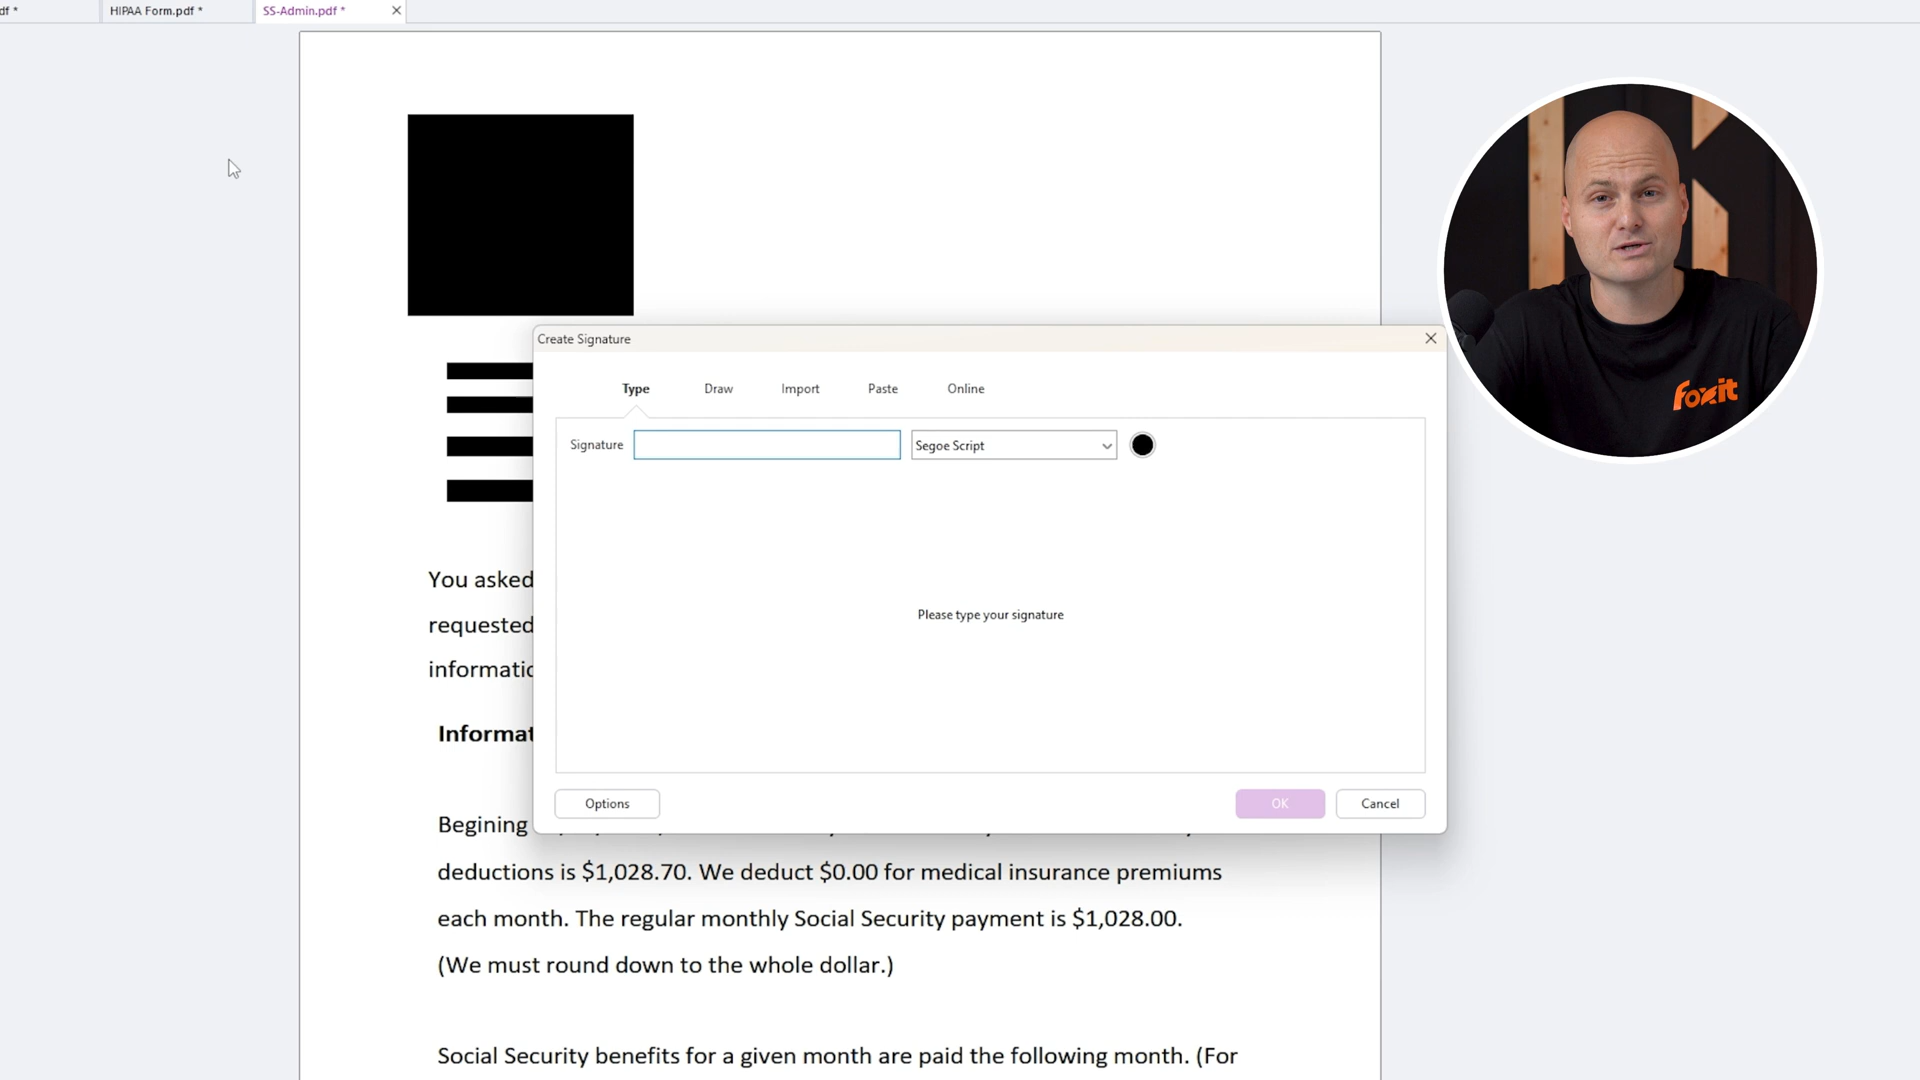 df *
HIPAA Form.pdf *
SS-Admin.pdf *
foxit
Create Signature
Type
Draw
Import
Paste
Online
Signature
Segoe Script
Please type your signature
Options
OK
Cancel
You asked
requested
Begining
deductions is $1,028.70. We deduct $0.00 for medical insurance premiums
each month. The regular monthly Social Security payment is $1,028.00.
(We must round down to the whole dollar.)
Social Security benefits for a given month are paid the following month. (For